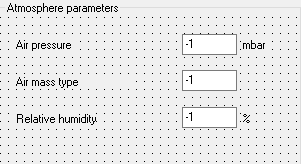 Atmosphere parameters
Air pressure -1 mbar
Air mass type -1
Relative humidity -1 %